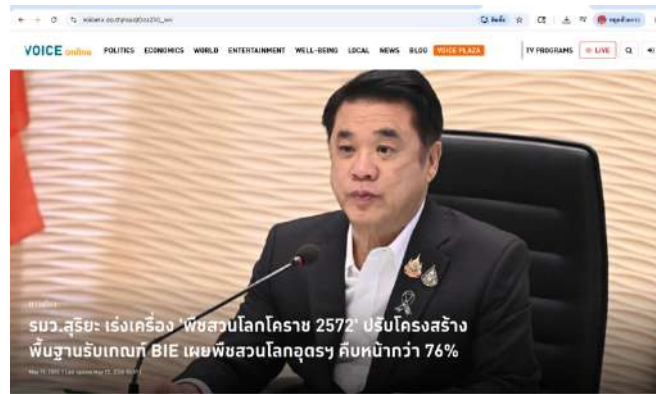 VOICE online POLITICS ECONOMICS WORLD ENTERTAINMENT WELL-BEING LOCAL NEWS BLOG VOICE PLAZA TV PROGRAMS LIVE
รมว.สุริยะ เร่งเครื่อง 'พืชสวนโลกโคราช 2572' ปรับโครงสร้าง
พื้นฐานรับเกณฑ์ BIE เผยพืชสวนโลกอุดรฯ คืบหน้ากว่า 76%